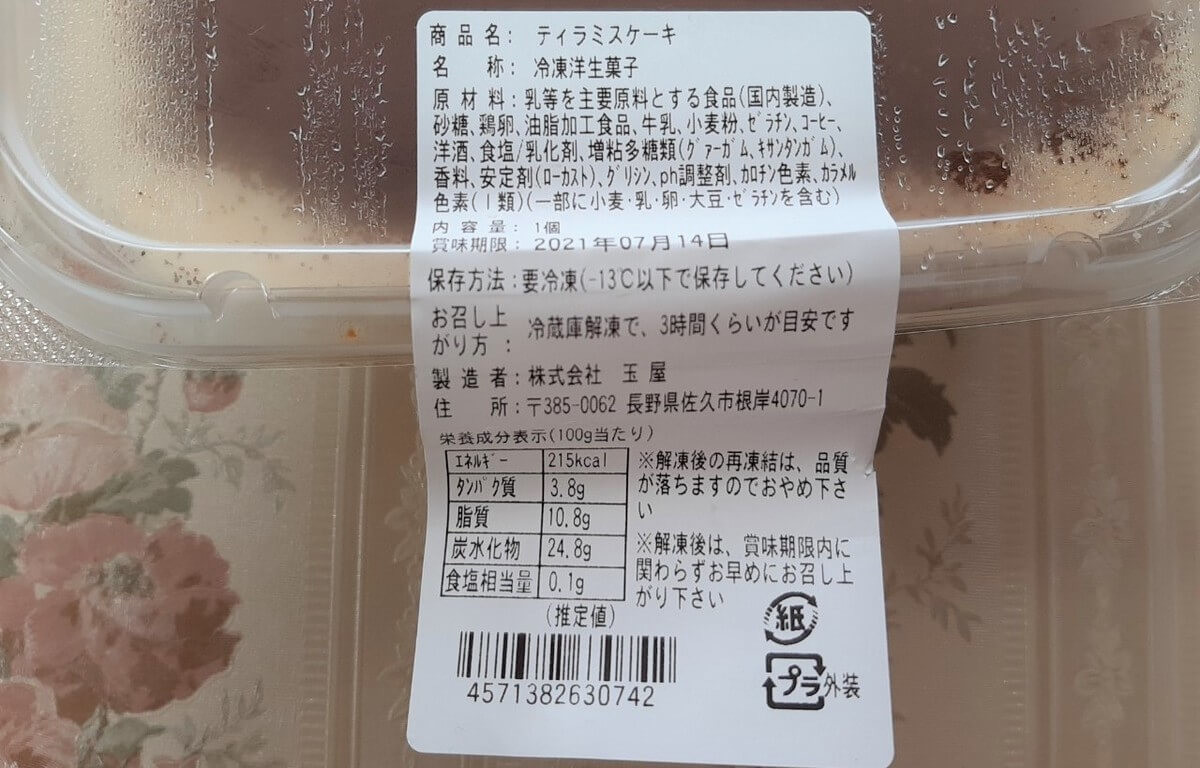 商品名: ティラミスケーキ
名　称: 冷凍洋生菓子
原材料:乳等を主要原料とする食品(国内製造)、
砂糖、鶏卵、油脂加工食品、牛乳、小麦粉、ｾﾞﾗﾁﾝ、ｺｰﾋｰ、
洋酒、食塩/乳化剤、増粘多糖類(ｸﾞｧｰｶﾞﾑ、ｷｻﾝﾀﾝｶﾞﾑ)、
香料、安定剤(ﾛｰｶｽﾄ)、ｸﾞﾘｼﾝ、ph調整剤、ｶﾛﾁﾝ色素、ｶﾗﾒﾙ
色素(Ⅰ類)(一部に小麦･乳･卵･大豆･ｾﾞﾗﾁﾝを含む)
内容量: 1個
賞味期限: 2021年07月14日
保存方法:要冷凍(-13℃以下で保存してください)
お召し上
がり方: 冷蔵庫解凍で、3時間くらいが目安です
製造者:株式会社 玉屋
住　所:〒385-0062 長野県佐久市根岸4070-1
栄養成分表示(100g当たり)
ｴﾈﾙｷﾞｰ 215kcal
ﾀﾝﾊﾟｸ質 3.8g
脂質 10.8g
炭水化物 24.8g
食塩相当量 0.1g
(推定値)
※解凍後の再凍結は、品質
が落ちますのでおやめ下さ
い
※解凍後は、賞味期限内に
関わらずお早めにお召し上
がり下さい
紙
プラ外装
4571382630742